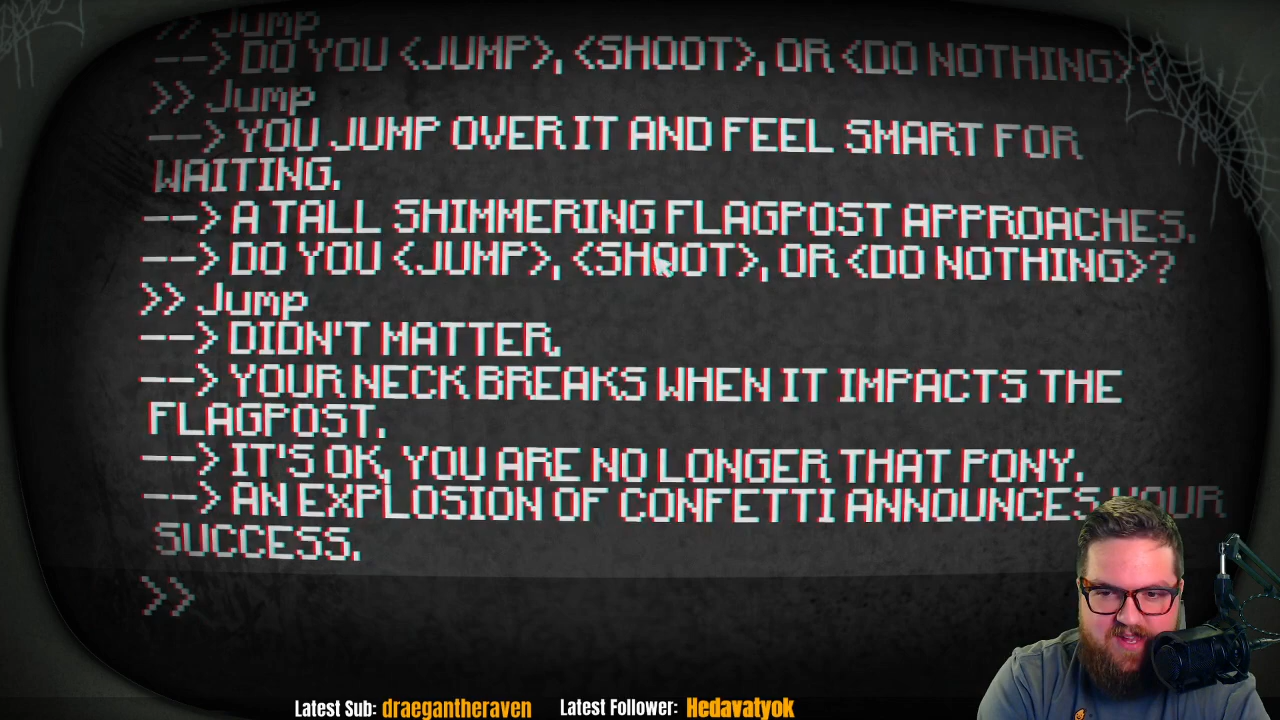 >> Jump
--> DO YOU <JUMP>, <SHOOT>, OR <DO NOTHING>?
>> Jump
--> YOU JUMP OVER IT AND FEEL SMART FOR
WAITING.
--> A TALL SHIMMERING FLAGPOST APPROACHES.
--> DO YOU <JUMP>, <SHOOT>, OR <DO NOTHING>?
>> Jump
--> DIDN'T MATTER.
--> YOUR NECK BREAKS WHEN IT IMPACTS THE
FLAGPOST.
--> IT'S OK, YOU ARE NO LONGER THAT PONY.
--> AN EXPLOSION OF CONFETTI ANNOUNCES YOUR
SUCCESS.
>>
Latest Sub: draegantheraven Latest Follower: Hedavatyok